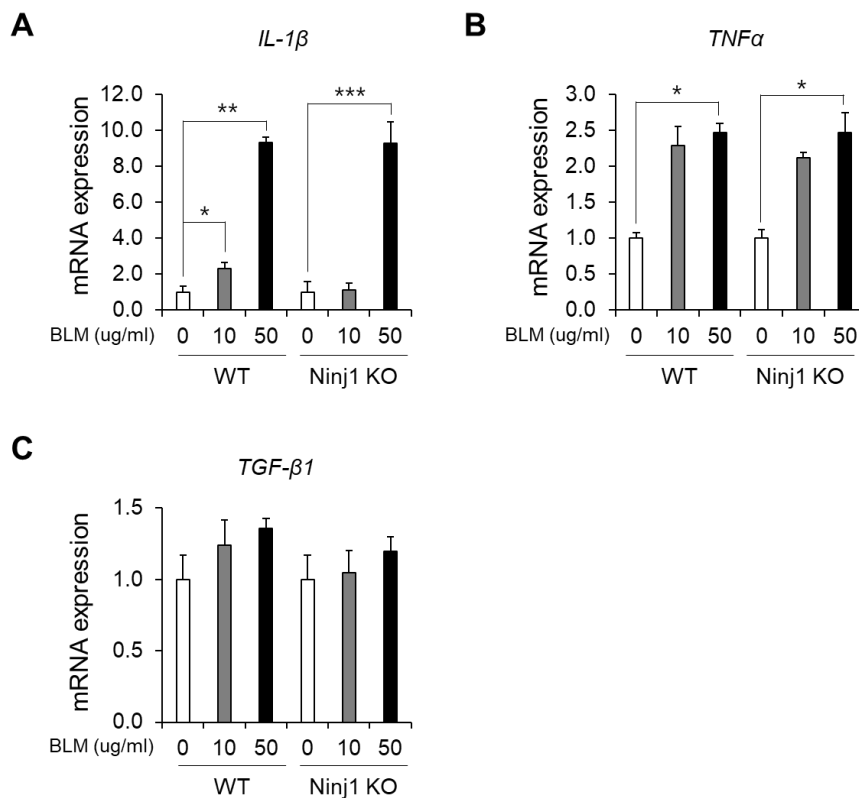 A
IL-1β
mRNA expression
12.0
10.0
8.0
6.0
4.0
2.0
0.0
**
***
*
BLM (ug/ml)
0 10 50 0 10 50
WT Ninj1 KO
B
TNFα
mRNA expression
3.0
2.5
2.0
1.5
1.0
0.5
0.0
* *
BLM (ug/ml)
0 10 50 0 10 50
WT Ninj1 KO
C
TGF-β1
mRNA expression
1.5
1.0
0.5
0.0
BLM (ug/ml)
0 10 50 0 10 50
WT Ninj1 KO